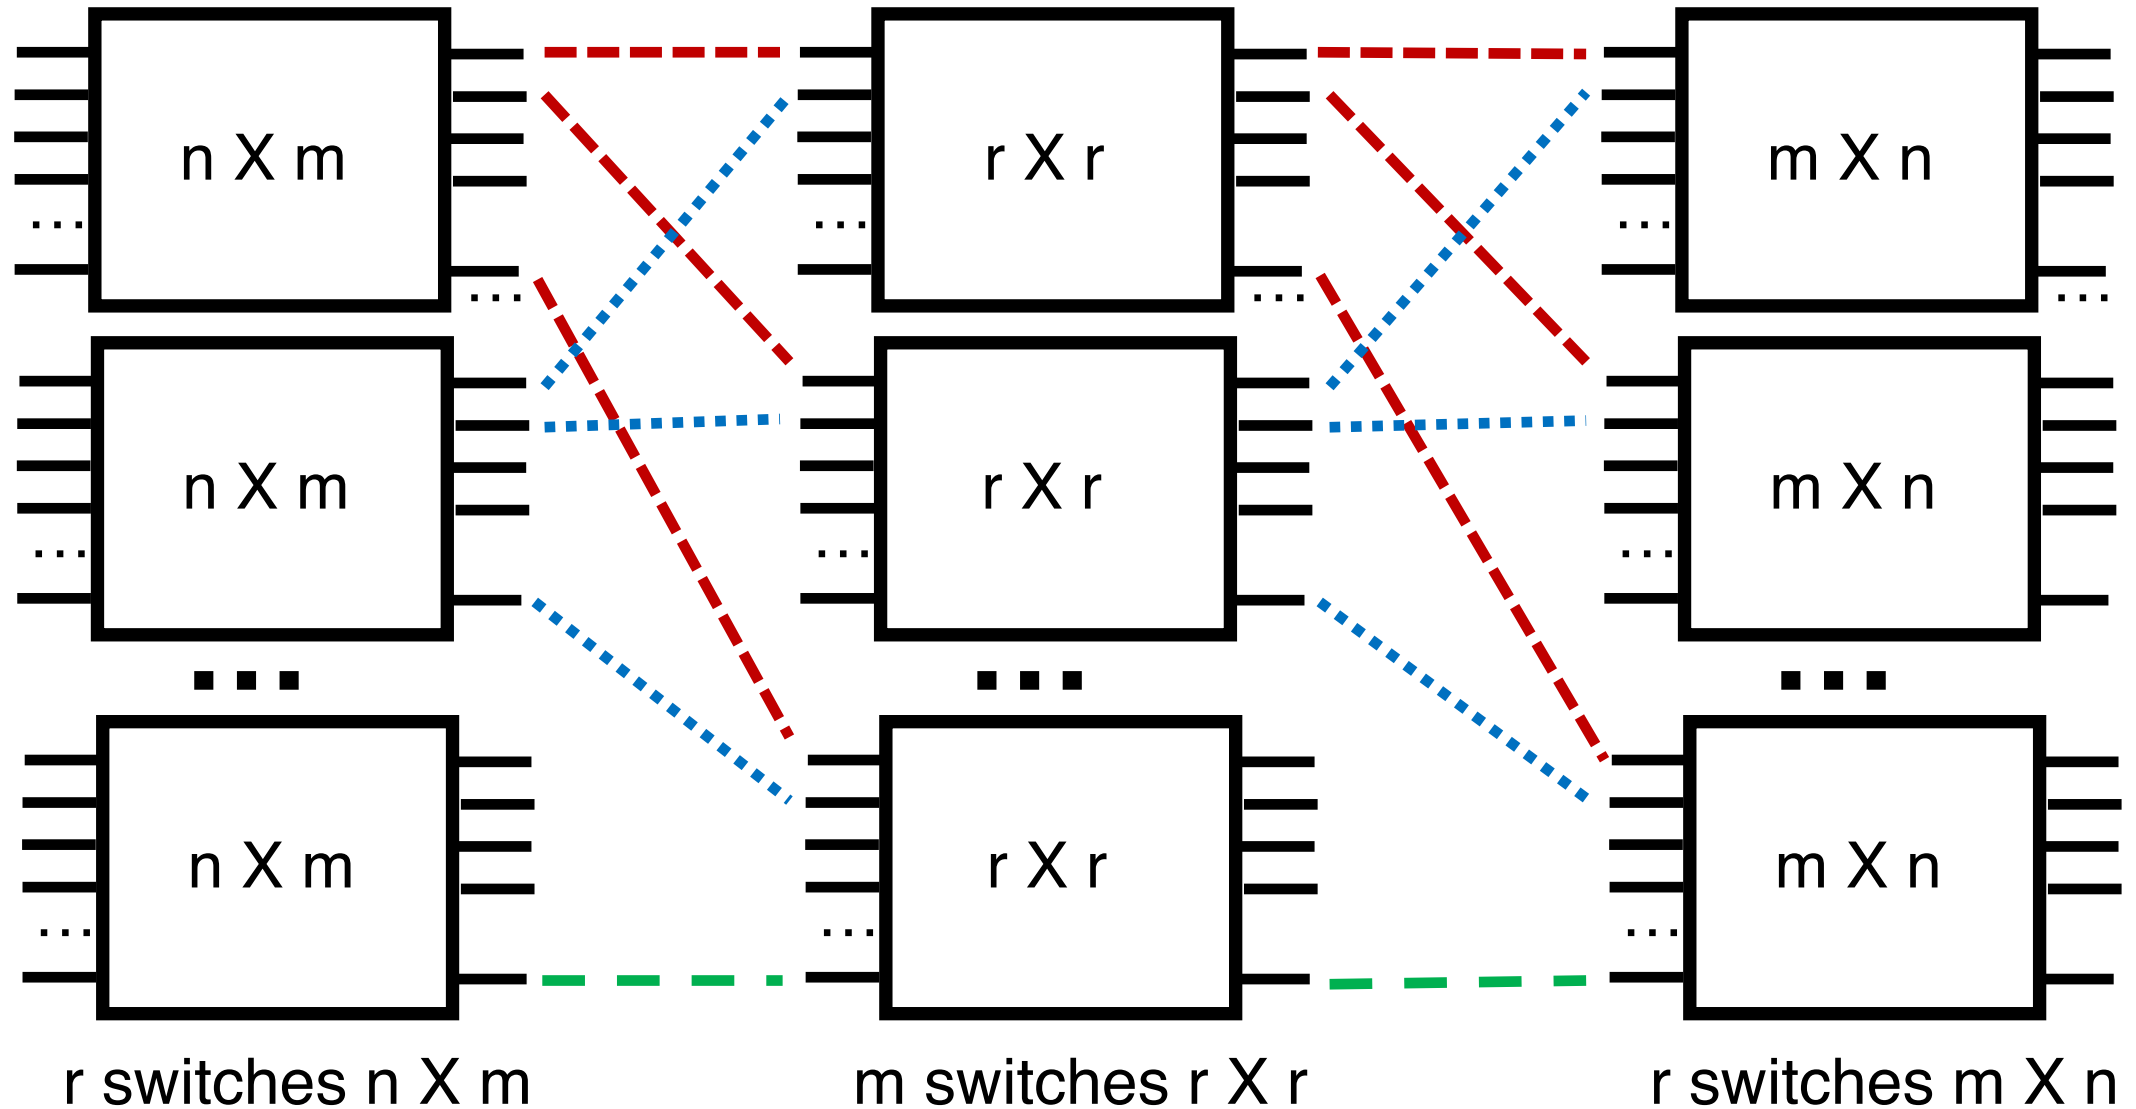 n X m
r X r
m X n
n X m
r X r
m X n
n X m
r X r
m X n
r switches n X m
m switches r X r
r switches m X n